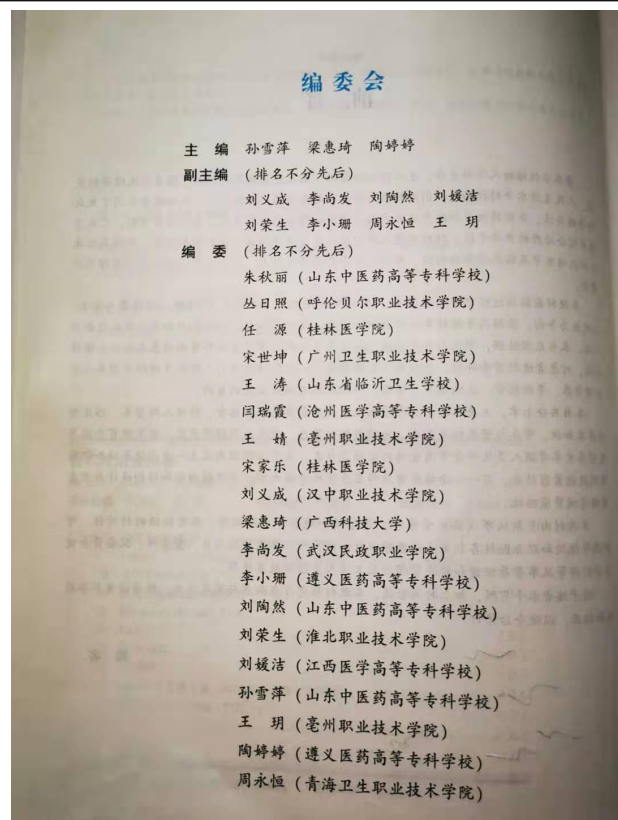 编委会
主 编 孙雪萍 梁惠琦 陶婷婷
副主编 (排名不分先后)
刘义成 李尚发 刘陶然 刘媛洁
刘荣生 李小珊 周永恒 王 玥
编 委 (排名不分先后)
朱秋丽 (山东中医药高等专科学校)
丛日照 (呼伦贝尔职业技术学院)
任 源 (桂林医学院)
宋世坤 (广州卫生职业技术学院)
王 涛 (山东省临沂卫生学校)
闫瑞霞 (沧州医学高等专科学校)
王 婧 (亳州职业技术学院)
宋家乐 (桂林医学院)
刘义成 (汉中职业技术学院)
梁惠琦 (广西科技大学)
李尚发 (武汉民政职业学院)
李小珊 (遵义医药高等专科学校)
刘陶然 (山东中医药高等专科学校)
刘荣生 (淮北职业技术学院)
刘媛洁 (江西医学高等专科学校)
孙雪萍 (山东中医药高等专科学校)
王 玥 (亳州职业技术学院)
陶婷婷 (遵义医药高等专科学校)
周永恒 (青海卫生职业技术学院)